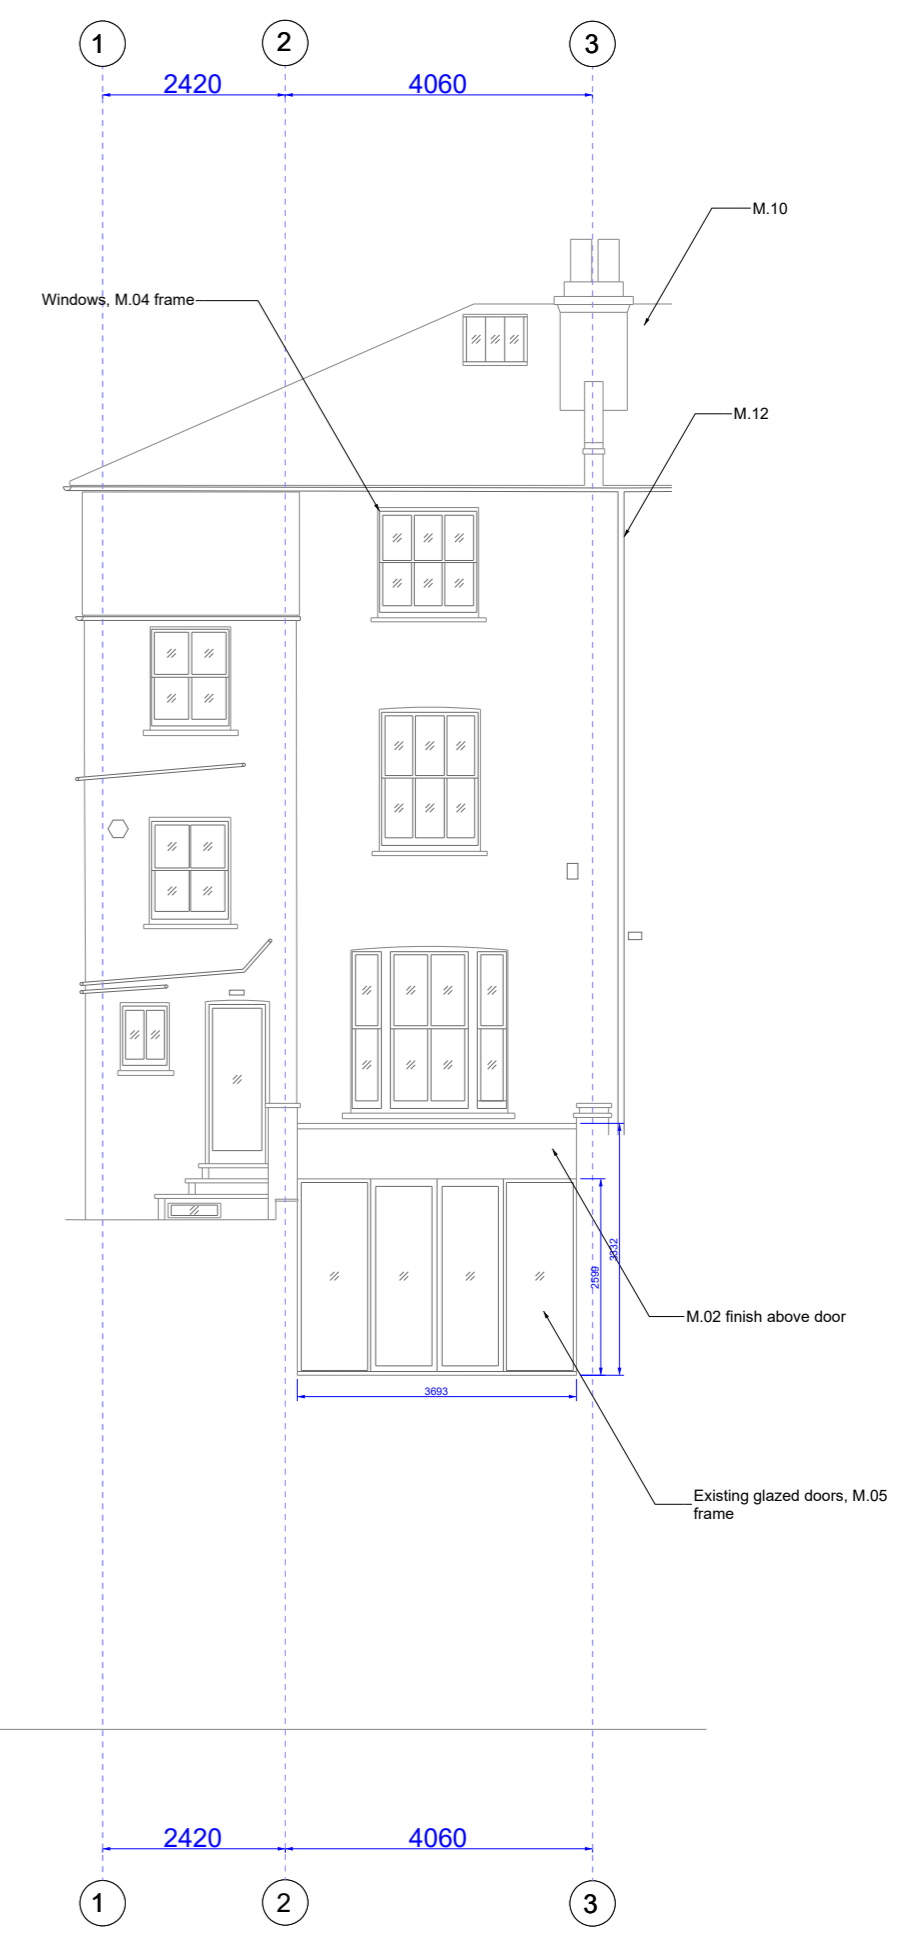 1
2
3
2420
4060
M.10
Windows, M.04 frame
M.12
3332
2599
M.02 finish above door
3693
Existing glazed doors, M.05
frame
2420
4060
1
2
3